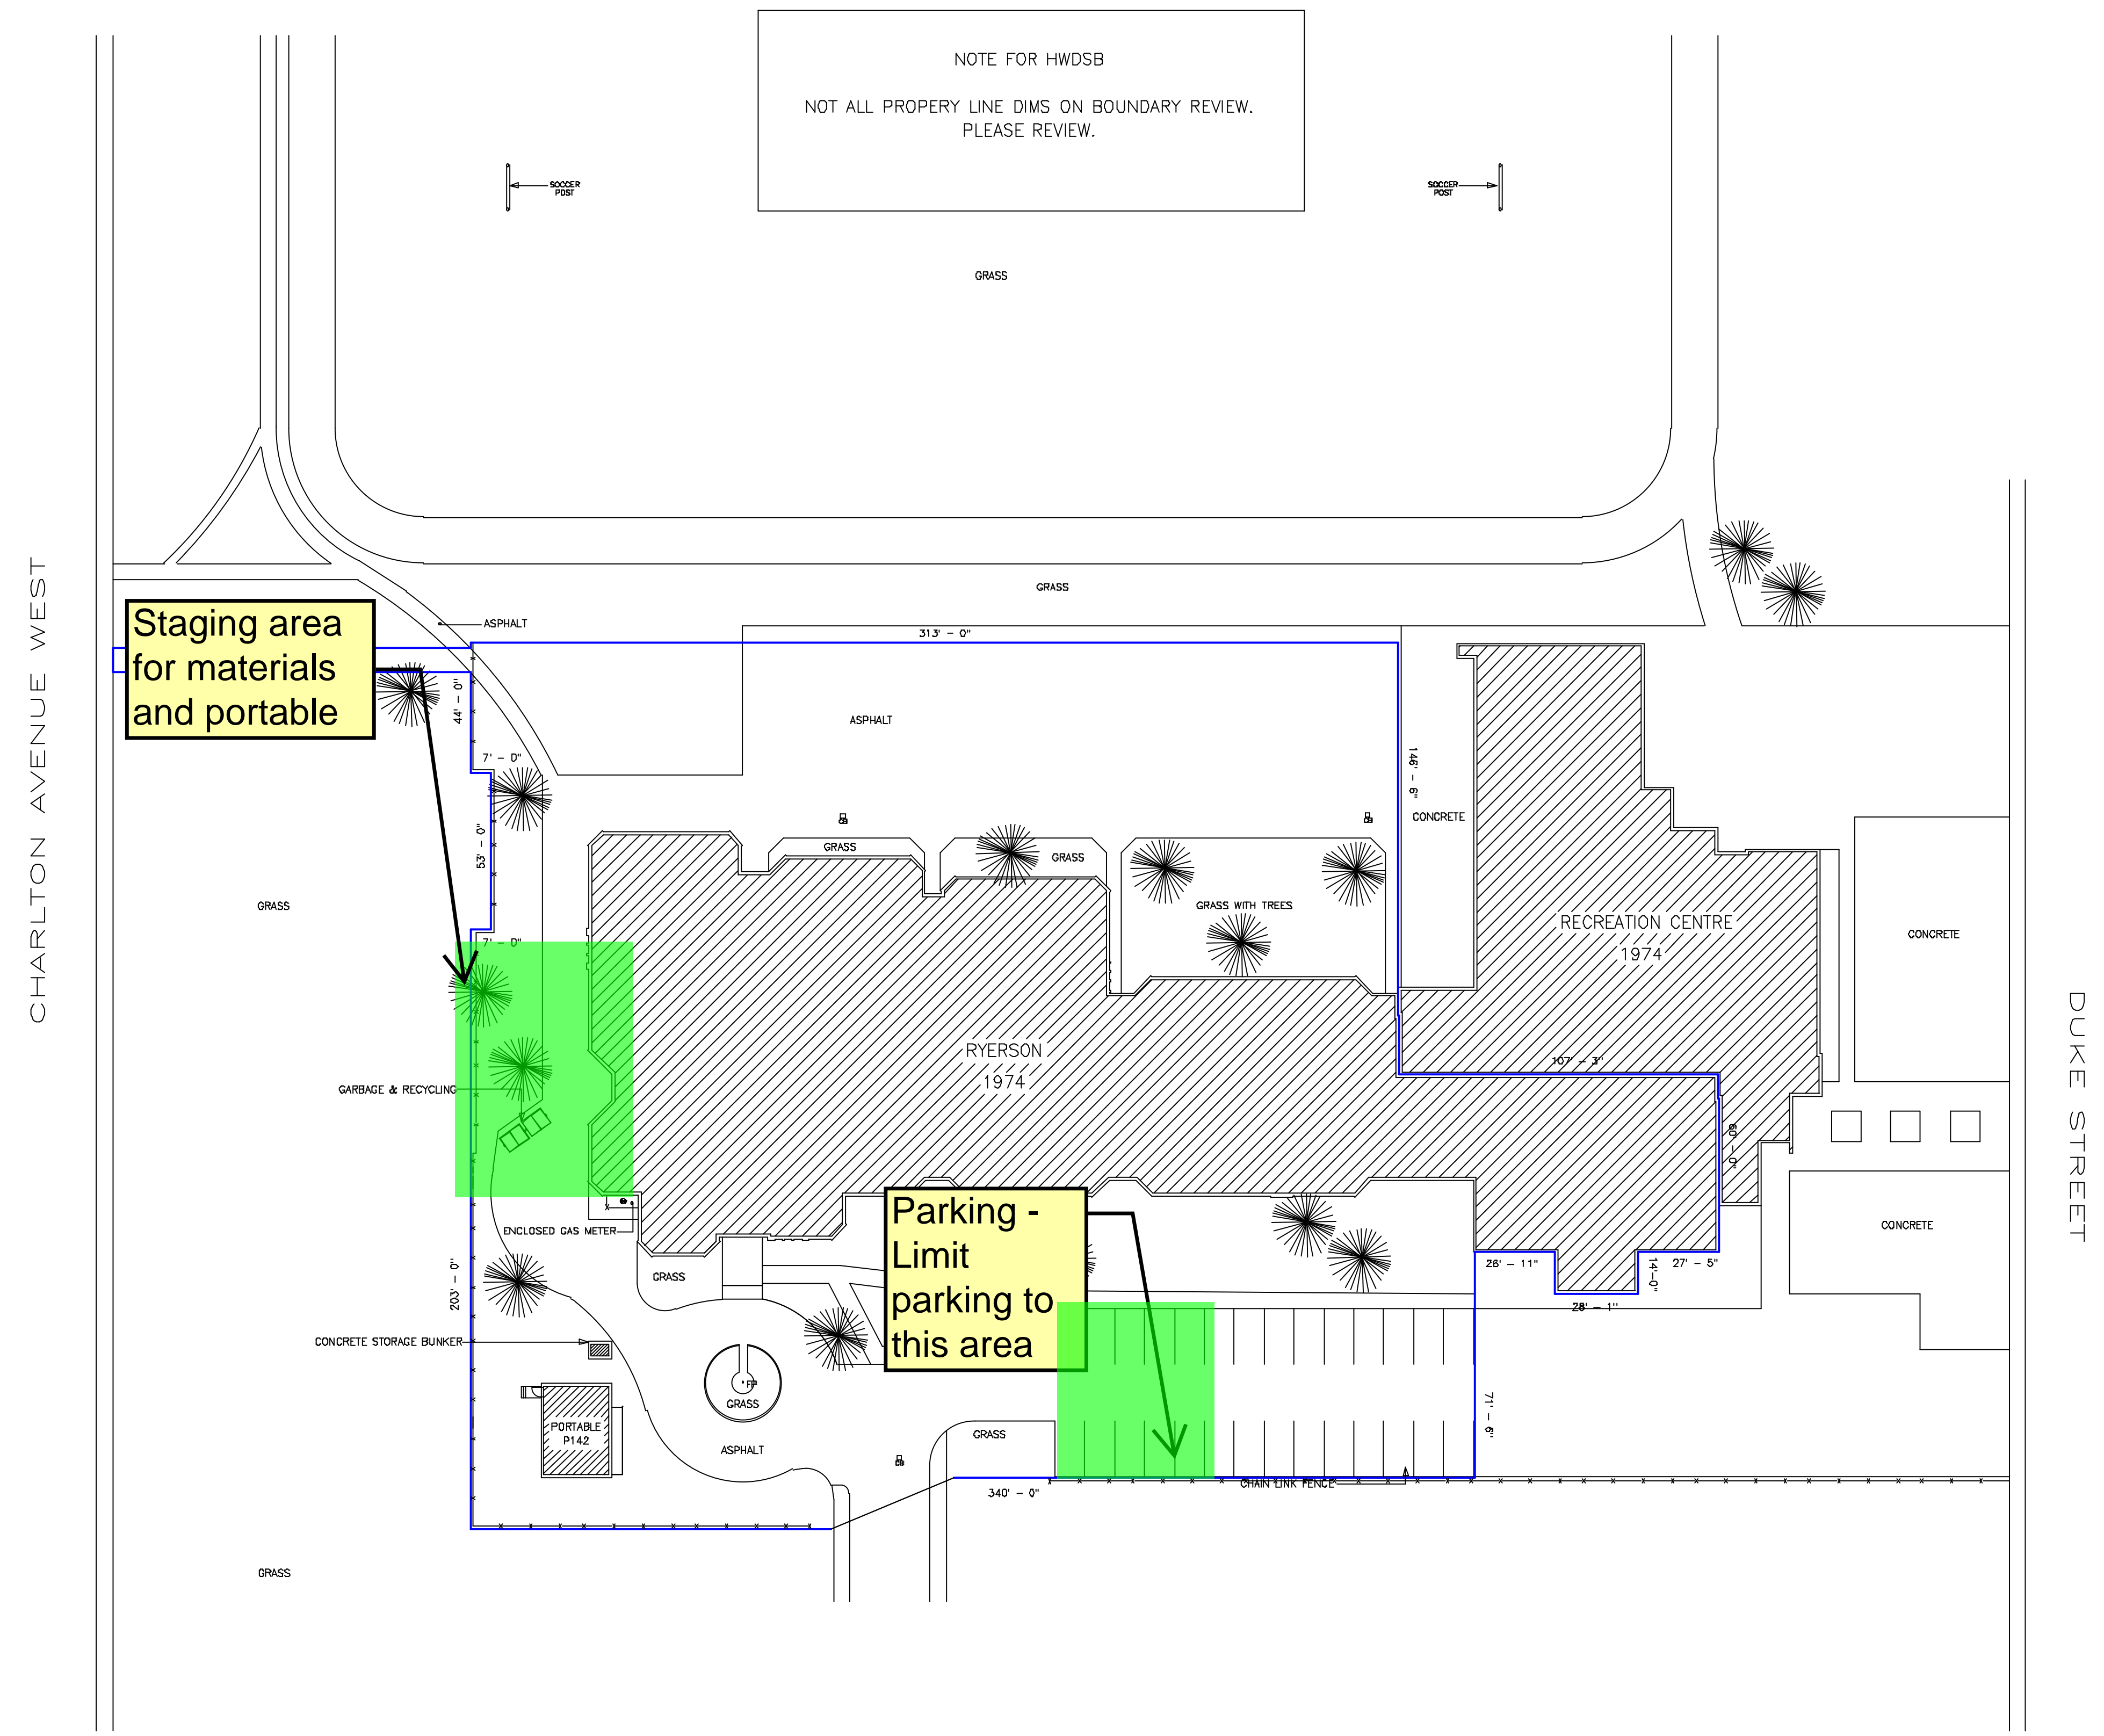 NOTE FOR HWDSB
NOT ALL PROPERY LINE DIMS ON BOUNDARY REVIEW.
PLEASE REVIEW.
SOCCER
POST
SOCCER
POST
GRASS
CHARLTON AVENUE WEST
GRASS
Staging area
for materials
and portable
ASPHALT
313' - 0"
44' - 0"
ASPHALT
7' - 0"
146' - 6"
CONCRETE
53' - 0"
CB
CB
GRASS
GRASS
GRASS
GRASS WITH TREES
RECREATION CENTRE
1974
CONCRETE
7' - 0"
RYERSON
1974
107' - 3"
DUKE STREET
GARBAGE & RECYCLING
60' - 0"
ENCLOSED GAS METER
Parking -
Limit
parking to
this area
CONCRETE
203' - 0"
GRASS
26' - 11"
14'-0"
27' - 5"
28' - 1"
CONCRETE STORAGE BUNKER
FP
GRASS
71' - 6"
PORTABLE
P142
GRASS
ASPHALT
CB
CHAIN LINK FENCE
340' - 0"
GRASS